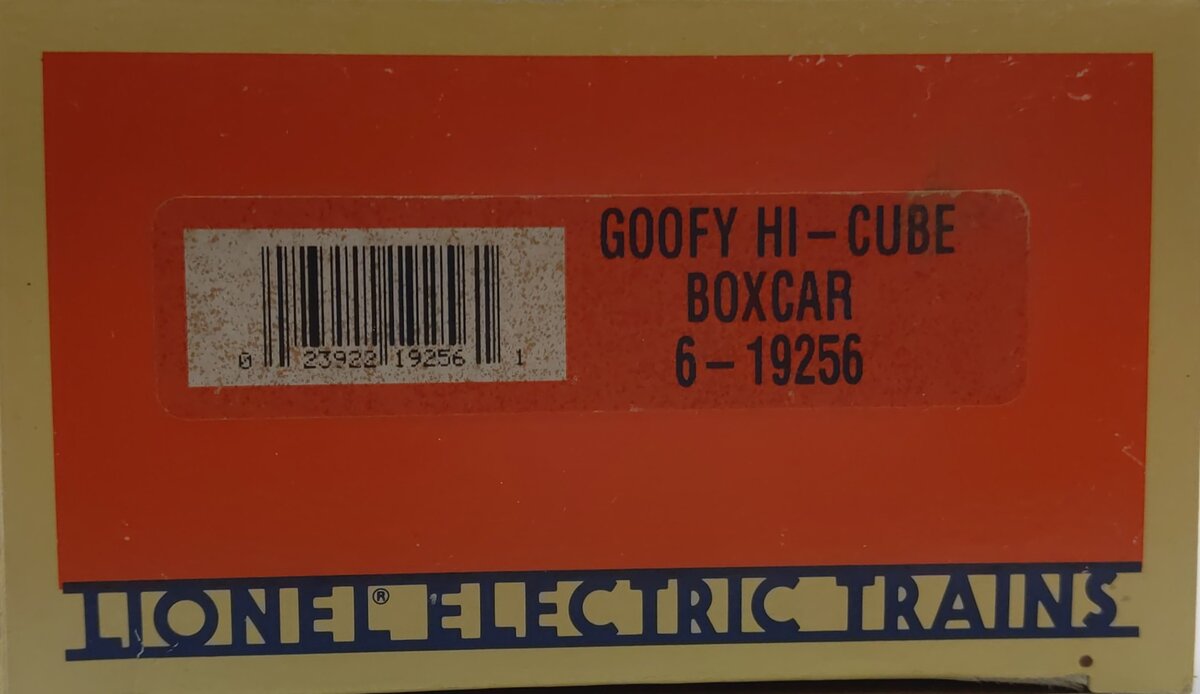 GOOFY HI-CUBE
BOXCAR
6-19256
0 23922 19256 1
LIONEL® ELECTRIC TRAINS